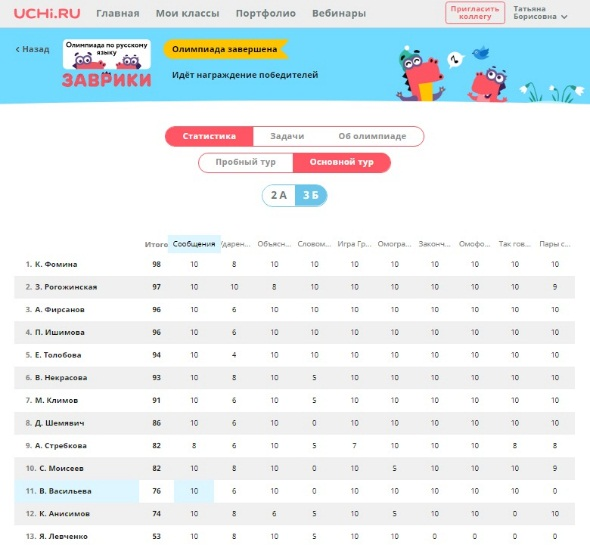 UCHi.RU Главная Мои классы Портфолио Вебинары Пригласить коллегу Татьяна Борисовна
< Назад
Олимпиада по русскому языку
ЗАВРИКИ
Олимпиада завершена
Идёт награждение победителей
Статистика Задачи Об олимпиаде
Пробный тур Основной тур
2 А 3 Б
Итого Сообщения Ударен... Объясн... Словом... Игра Гр... Омогра... Законч... Омофо... Так гов... Пары с...
1. К. Фомина 98 10 8 10 10 10 10 10 10 10 10
2. З. Рогожинская 97 10 10 8 10 10 10 10 10 10 9
3. А. Фирсанов 96 10 6 10 10 10 10 10 10 10 10
4. П. Ишимова 96 10 6 10 10 10 10 10 10 10 10
5. Е. Толобова 94 10 4 10 10 10 10 10 10 10 10
6. В. Некрасова 93 10 8 10 5 10 10 10 10 10 10
7. М. Климов 91 10 6 10 5 10 10 10 10 10 10
8. Д. Шемявич 86 10 6 10 0 10 10 10 10 10 10
9. А. Стребкова 82 8 6 10 5 7 10 10 10 8 8
10. С. Моисеев 82 10 8 10 0 10 5 10 10 10 9
11. В. Васильева 76 10 6 10 0 10 10 10 10 10 0
12. К. Анисимов 74 10 8 6 5 10 5 10 10 0 10
13. Я. Левченко 53 10 8 10 5 10 10 0 0 0 0